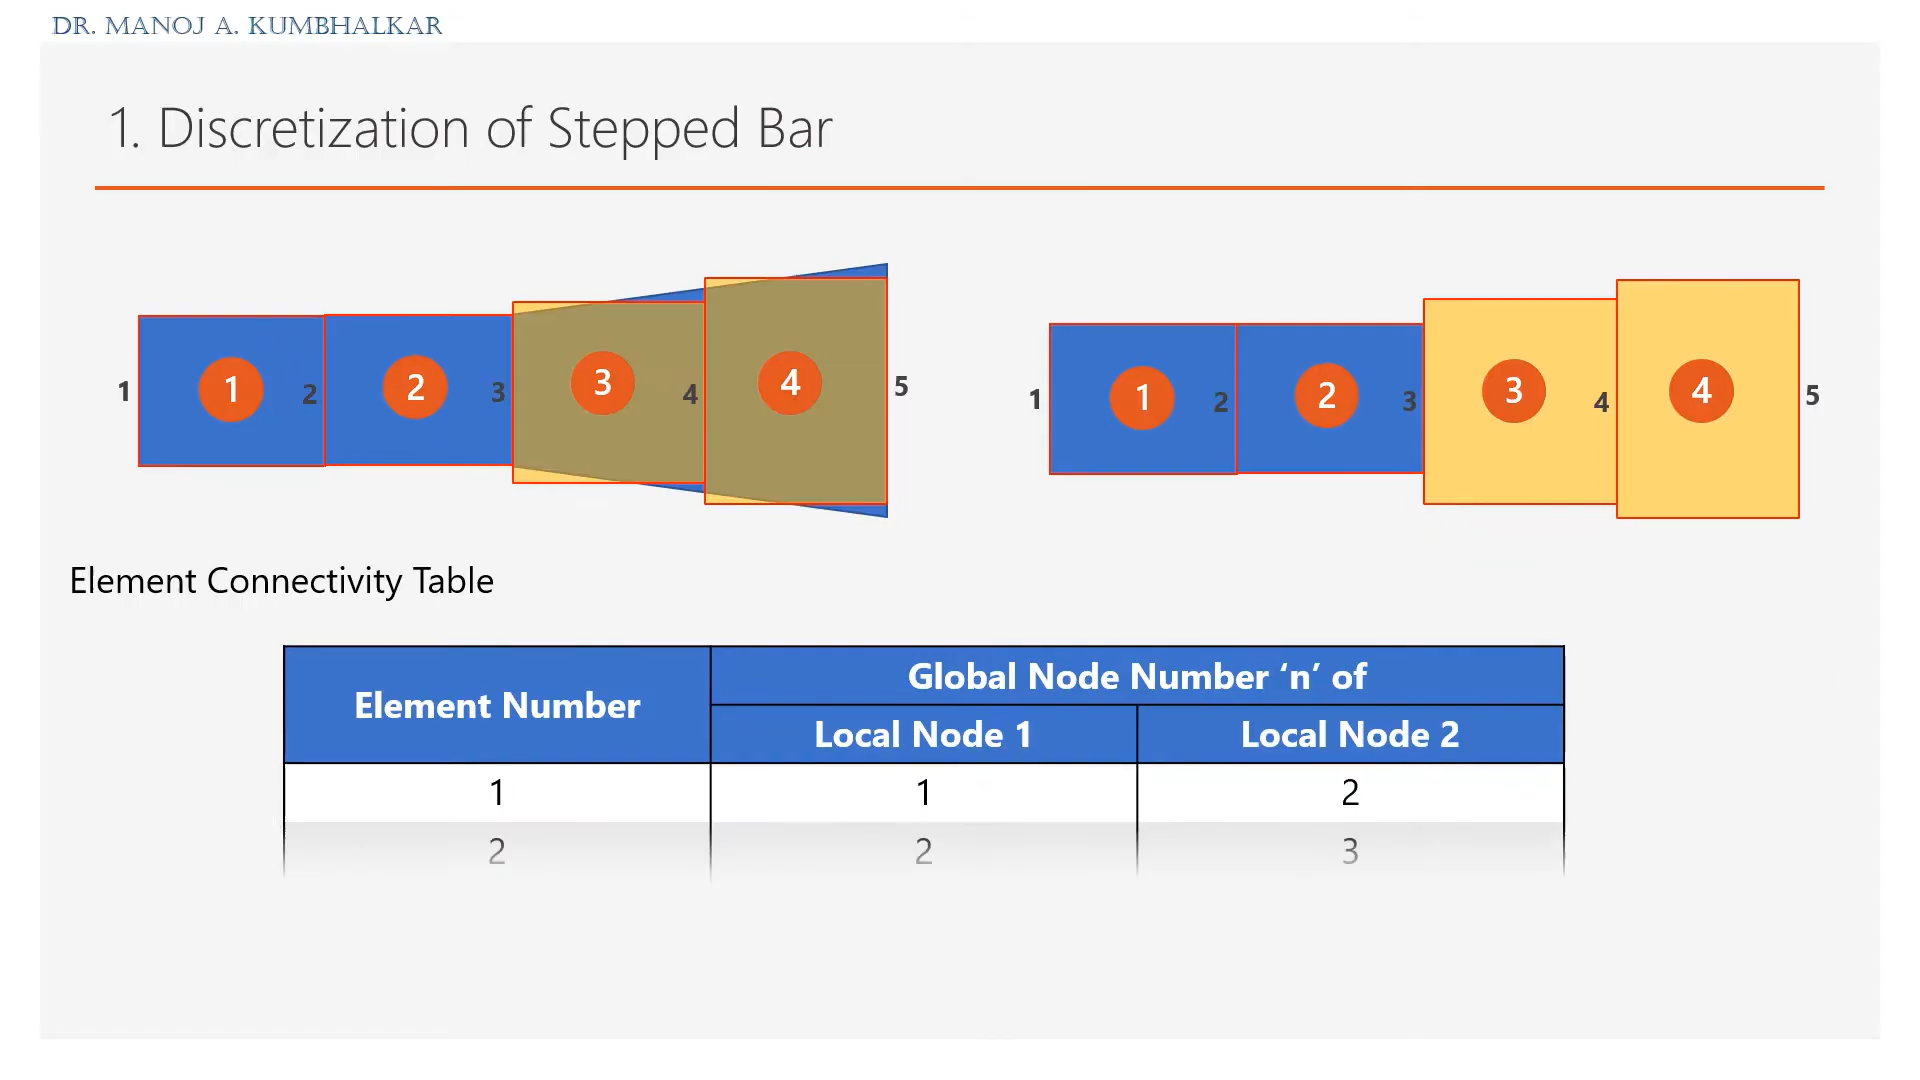 DR. MANOJ A. KUMBHALKAR
1. Discretization of Stepped Bar
1 1 2 2 3 3 4 4 5
1 1 2 2 3 3 4 4 5
Element Connectivity Table
Element Number
Global Node Number ‘n’ of
Local Node 1 Local Node 2
1 1 2
2 2 3